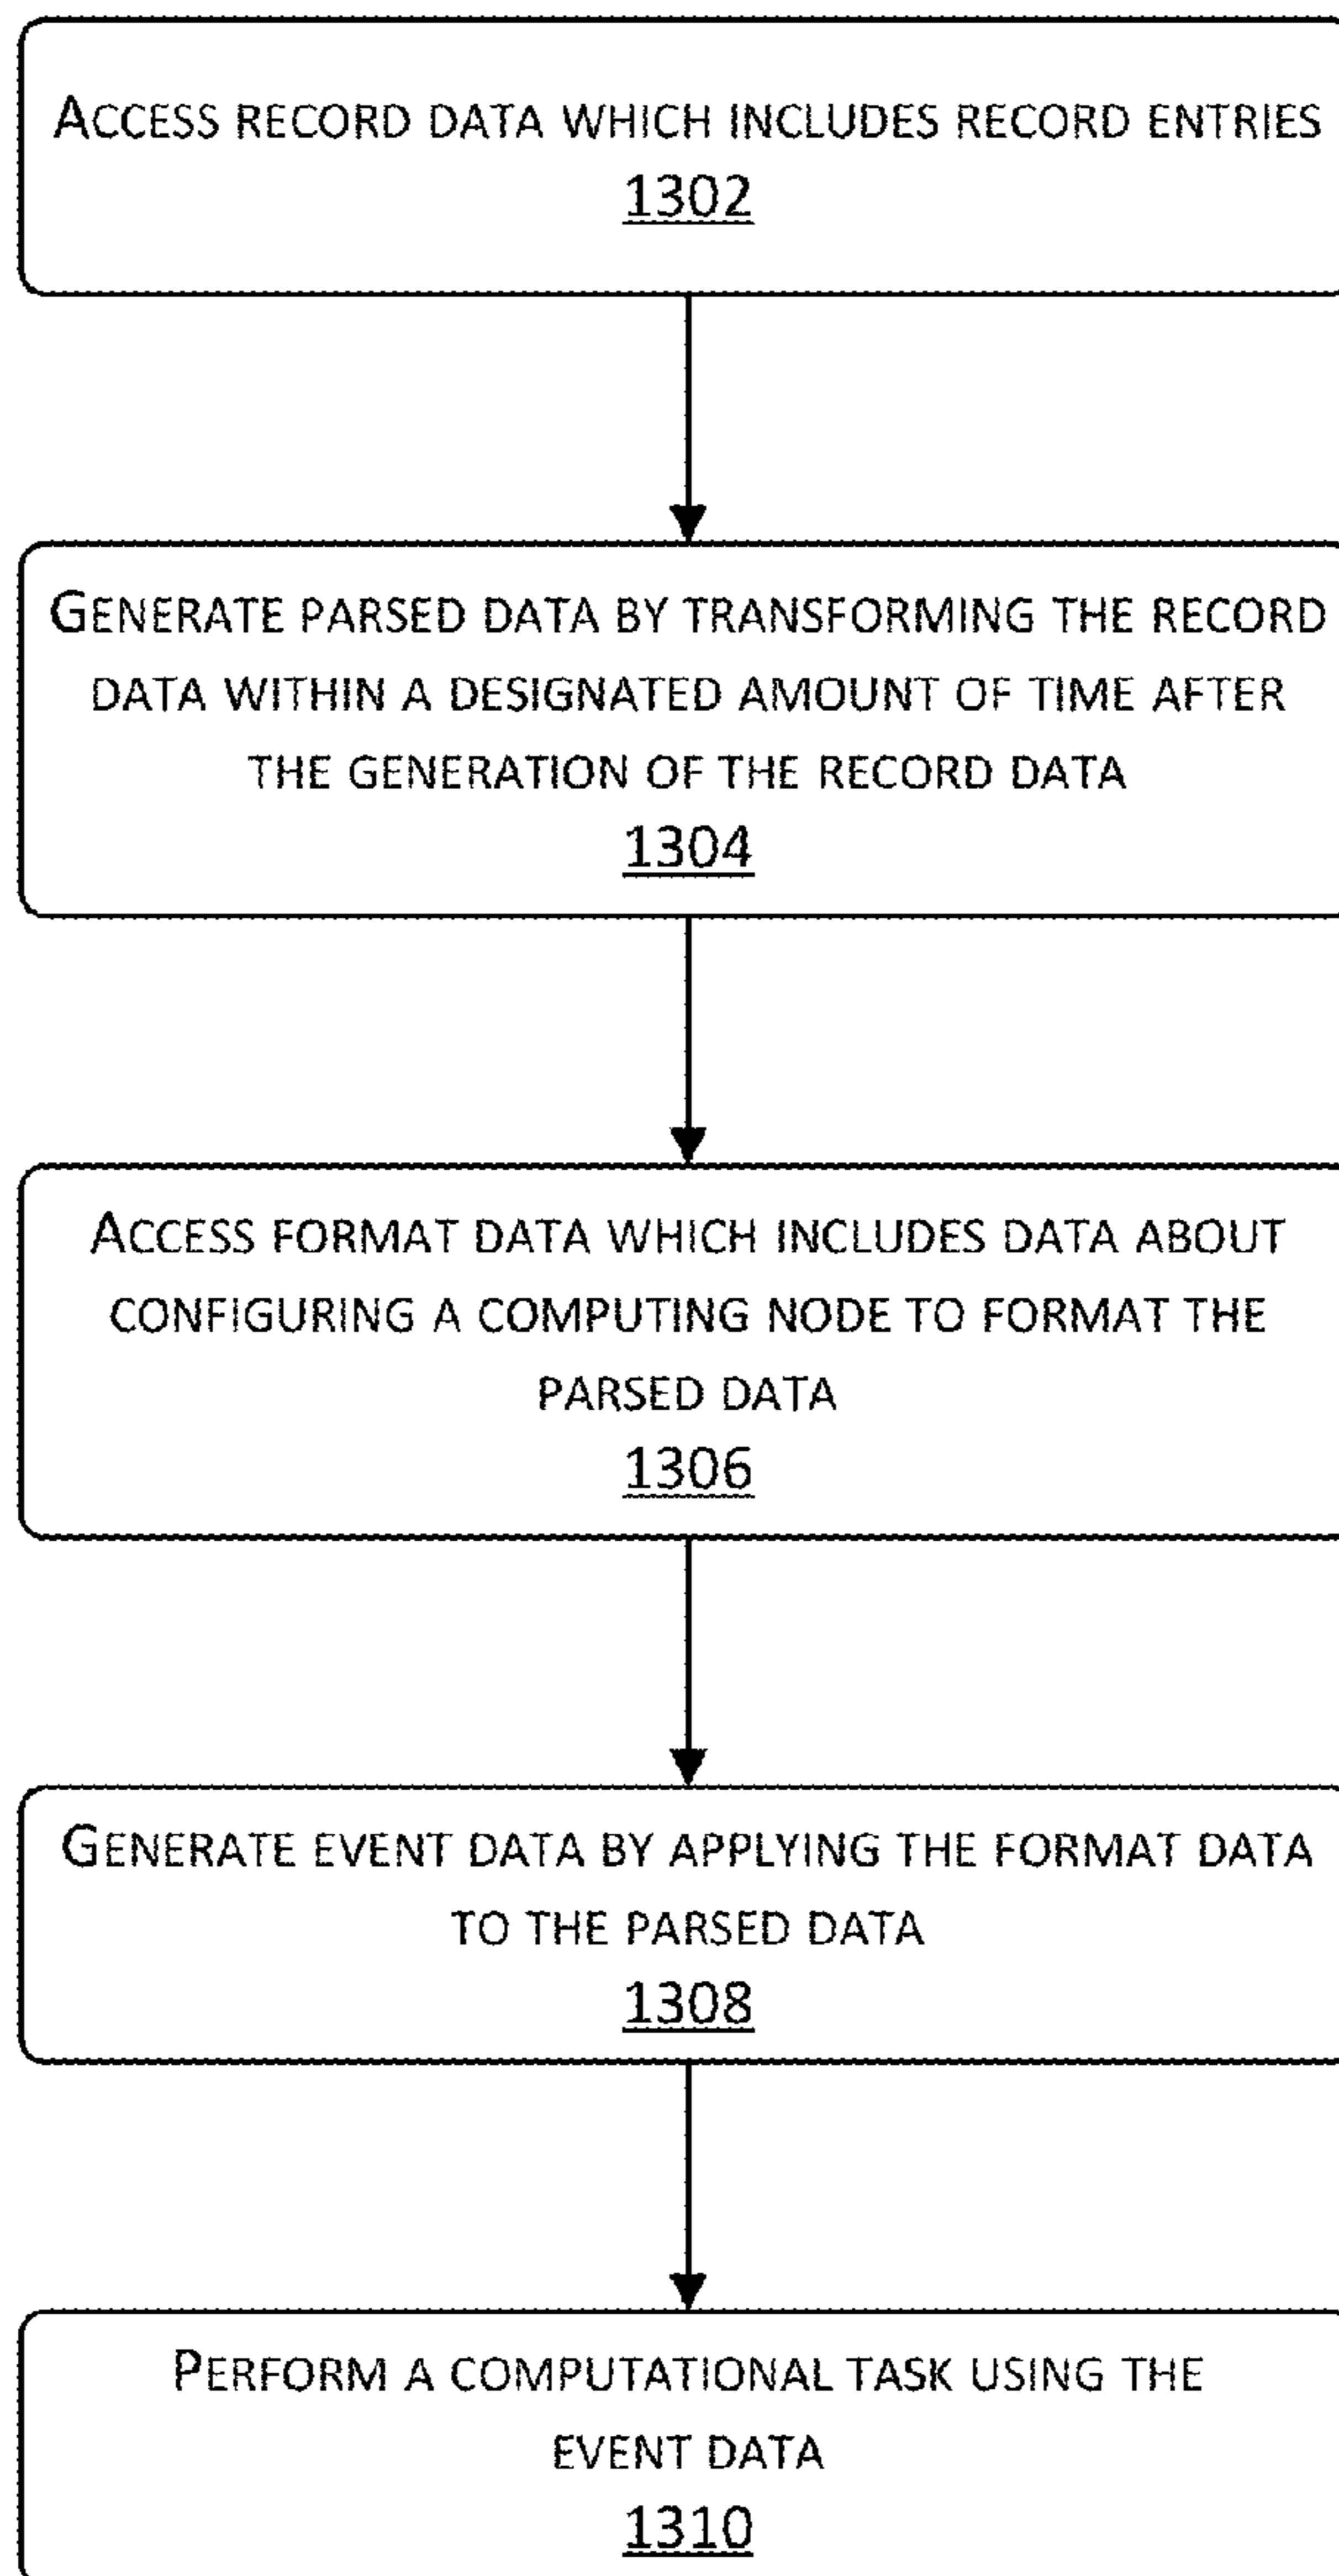 ACCESS RECORD DATA WHICH INCLUDES RECORD ENTRIES
1302
GENERATE PARSED DATA BY TRANSFORMING THE RECORD
DATA WITHIN A DESIGNATED AMOUNT OF TIME AFTER
THE GENERATION OF THE RECORD DATA
1304
ACCESS FORMAT DATA WHICH INCLUDES DATA ABOUT
CONFIGURING A COMPUTING NODE TO FORMAT THE
PARSED DATA
1306
GENERATE EVENT DATA BY APPLYING THE FORMAT DATA
TO THE PARSED DATA
1308
PERFORM A COMPUTATIONAL TASK USING THE
EVENT DATA
1310